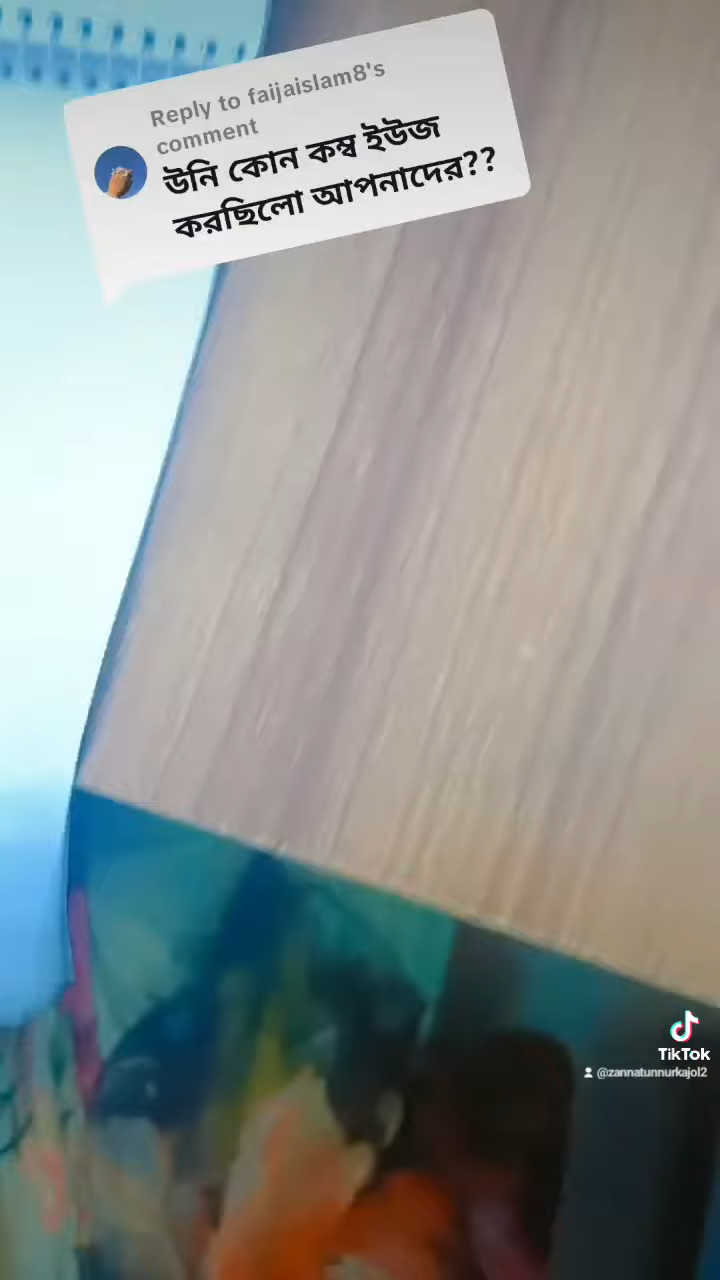 Reply to faijaislam8's
comment
উনি কোন কম্ব ইউজ
করছিলো আপনাদের??
TikTok
@zannatunnurkajol2